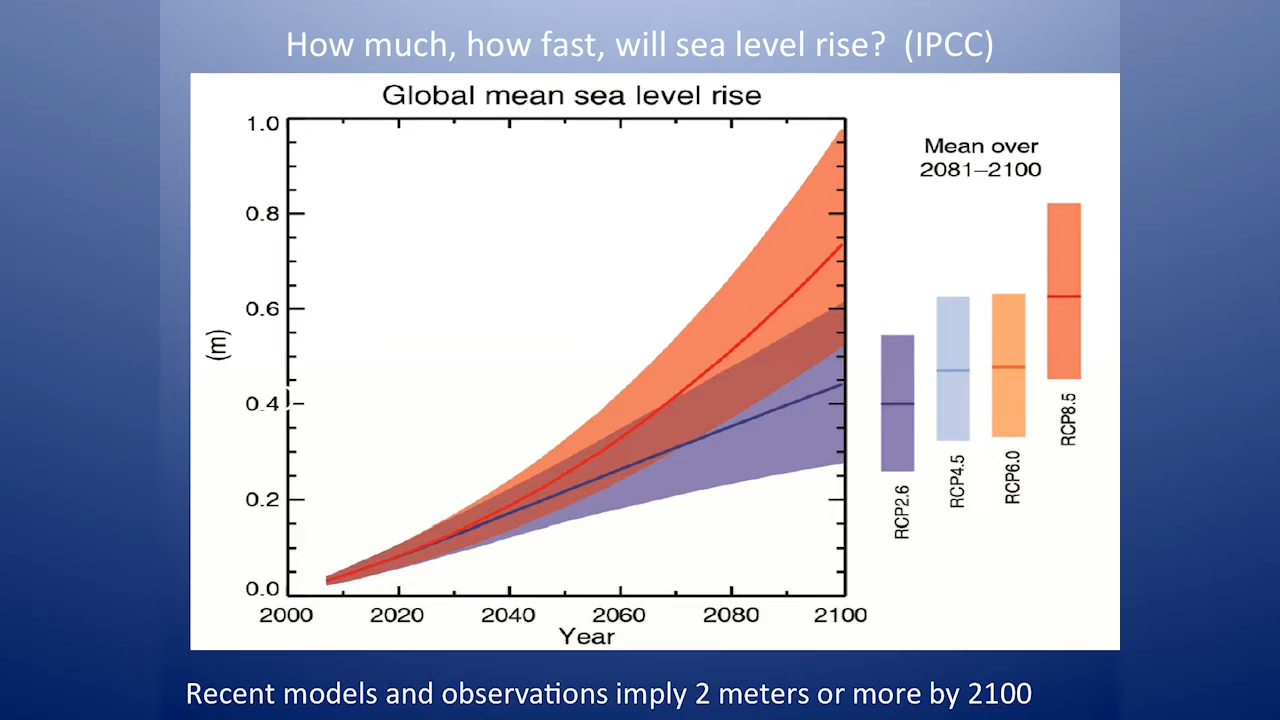 How much, how fast, will sea level rise? (IPCC)
Global mean sea level rise
1.0
0.8
0.6
0.4
0.2
0.0
(m)
2000 2020 2040 2060 2080 2100
Year
Mean over
2081–2100
RCP2.6
RCP4.5
RCP6.0
RCP8.5
Recent models and observations imply 2 meters or more by 2100